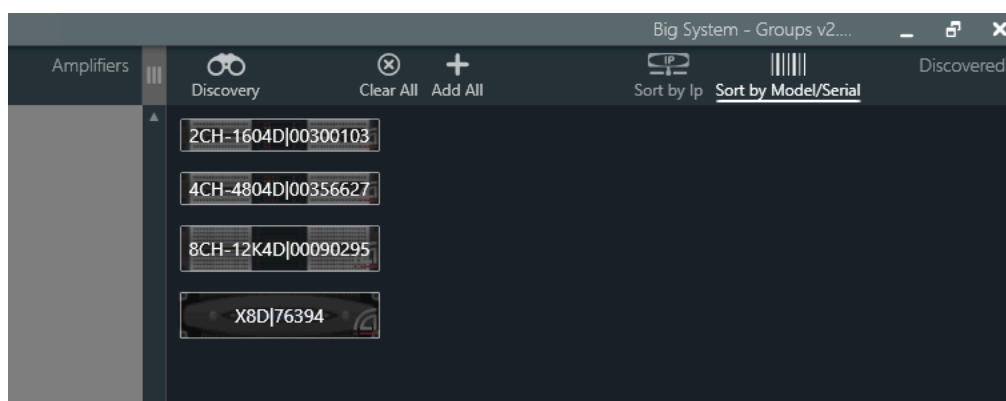 Big System - Groups v2....
Amplifiers
Discovery
Clear All
Add All
Sort by Ip
Sort by Model/Serial
Discovered
IP
2CH-1604D|00300103
4CH-4804D|00356627
8CH-12K4D|00090295
X8D|76394